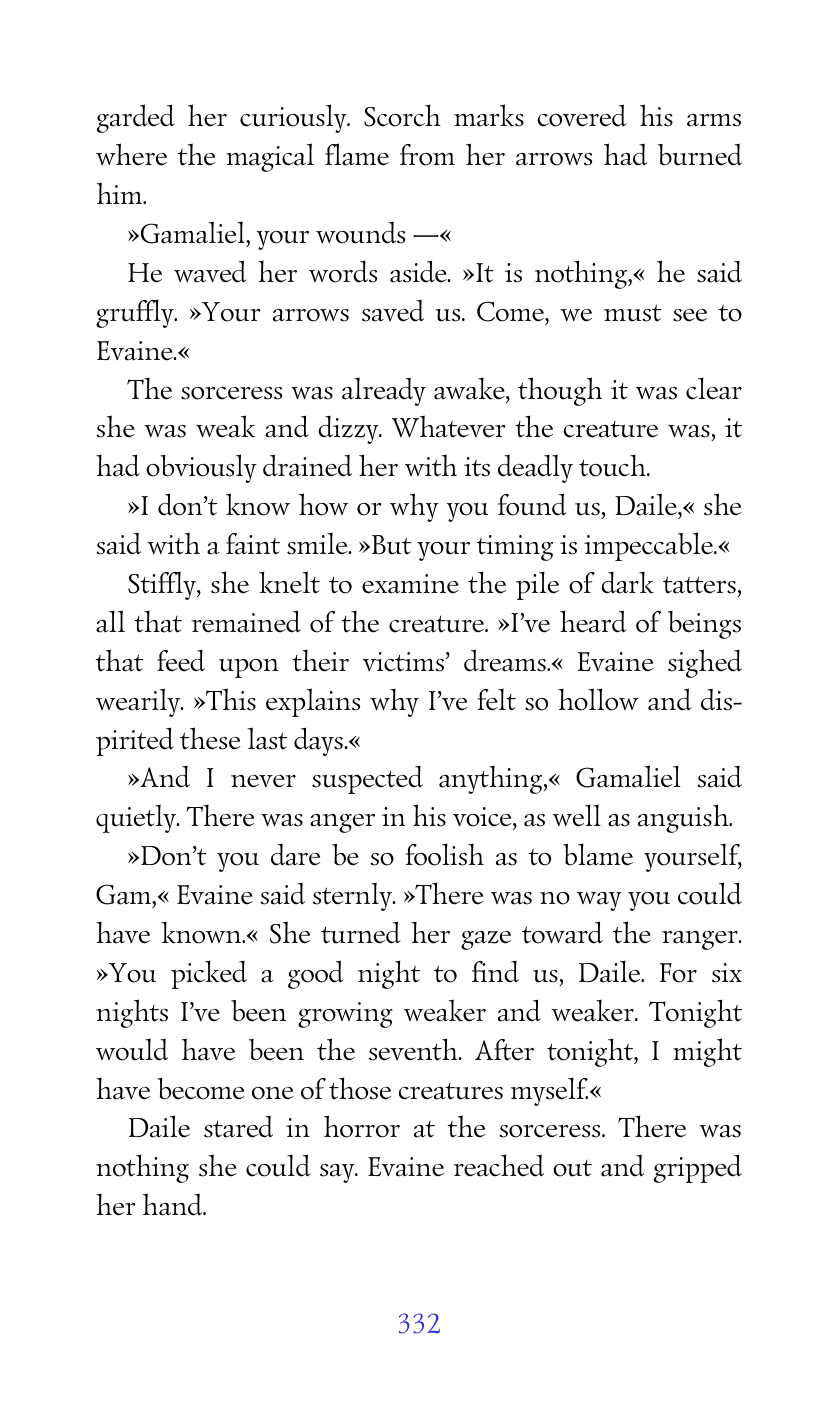 garded her curiously. Scorch marks covered his arms
where the magical flame from her arrows had burned
him.
»Gamaliel, your wounds —«
He waved her words aside. »It is nothing,« he said
gruffly. »Your arrows saved us. Come, we must see to
Evaine.«
The sorceress was already awake, though it was clear
she was weak and dizzy. Whatever the creature was, it
had obviously drained her with its deadly touch.
»I don’t know how or why you found us, Daile,« she
said with a faint smile. »But your timing is impeccable.«
Stiffly, she knelt to examine the pile of dark tatters,
all that remained of the creature. »I’ve heard of beings
that feed upon their victims’ dreams.« Evaine sighed
wearily. »This explains why I’ve felt so hollow and dis-
pirited these last days.«
»And I never suspected anything,« Gamaliel said
quietly. There was anger in his voice, as well as anguish.
»Don’t you dare be so foolish as to blame yourself,
Gam,« Evaine said sternly. »There was no way you could
have known.« She turned her gaze toward the ranger.
»You picked a good night to find us, Daile. For six
nights I’ve been growing weaker and weaker. Tonight
would have been the seventh. After tonight, I might
have become one of those creatures myself.«
Daile stared in horror at the sorceress. There was
nothing she could say. Evaine reached out and gripped
her hand.
332